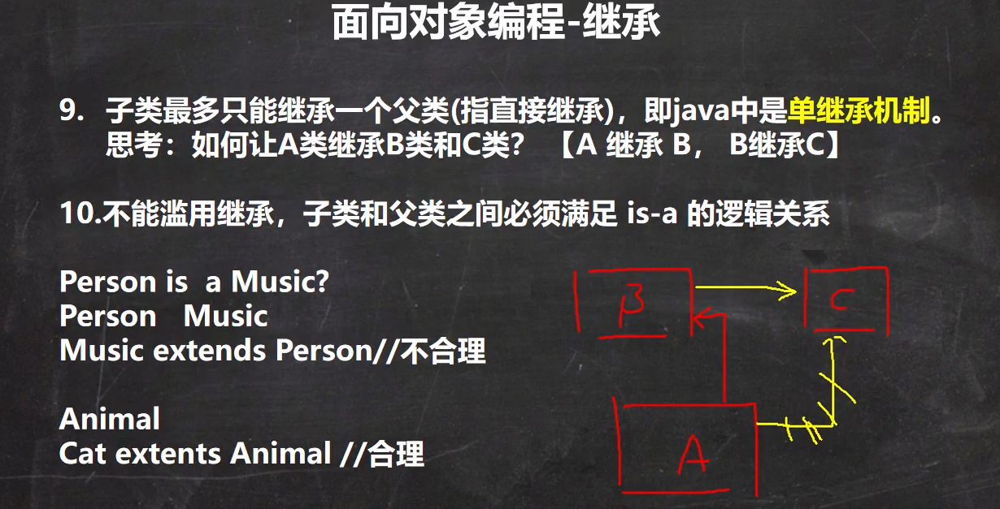 面向对象编程-继承
9. 子类最多只能继承一个父类(指直接继承)，即java中是单继承机制。
思考：如何让A类继承B类和C类？ 【A 继承 B， B继承C】
10.不能滥用继承，子类和父类之间必须满足 is-a 的逻辑关系
Person is a Music?
Person Music
Music extends Person//不合理
Animal
Cat extents Animal //合理
B
C
A